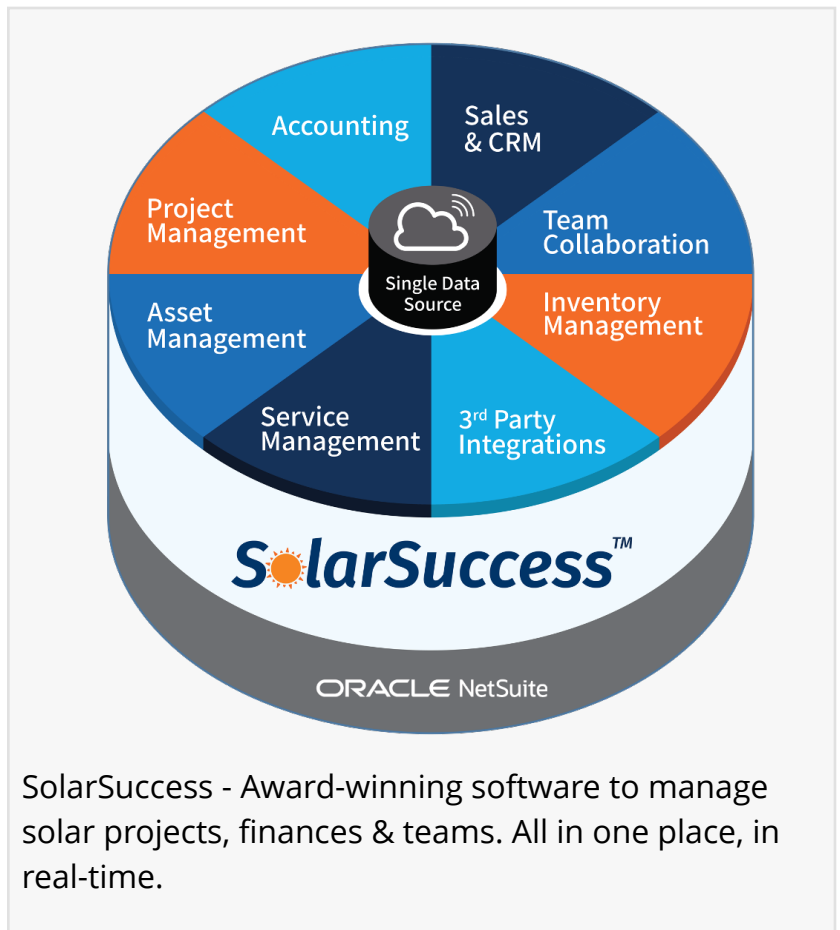 Accounting
Sales
& CRM
Project
Management
Team
Collaboration
Single Data
Source
Asset
Management
Inventory
Management
Service
Management
3rd Party
Integrations
SolarSuccess™
ORACLE NetSuite
SolarSuccess - Award-winning software to manage
solar projects, finances & teams. All in one place, in
real-time.